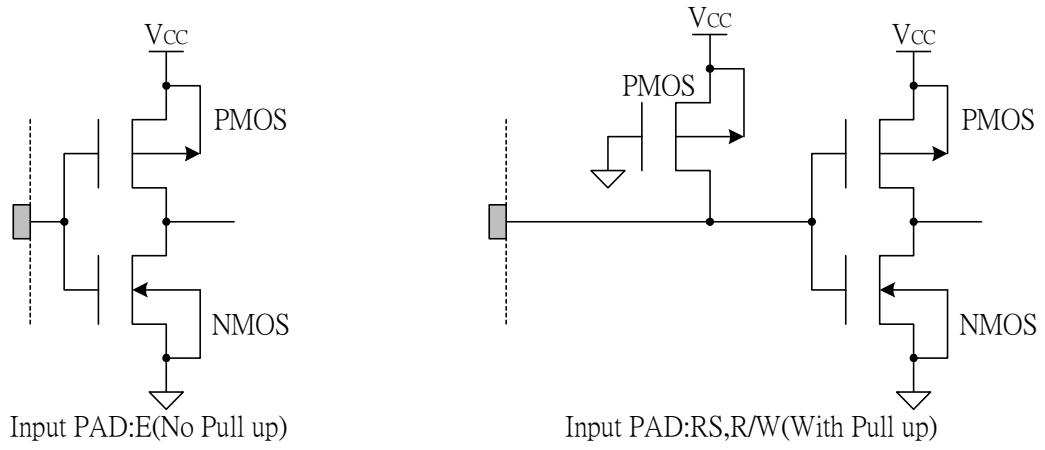 VCC
PMOS
NMOS
Input PAD:E(No Pull up)
VCC
PMOS
VCC
PMOS
NMOS
Input PAD:RS,R/W(With Pull up)